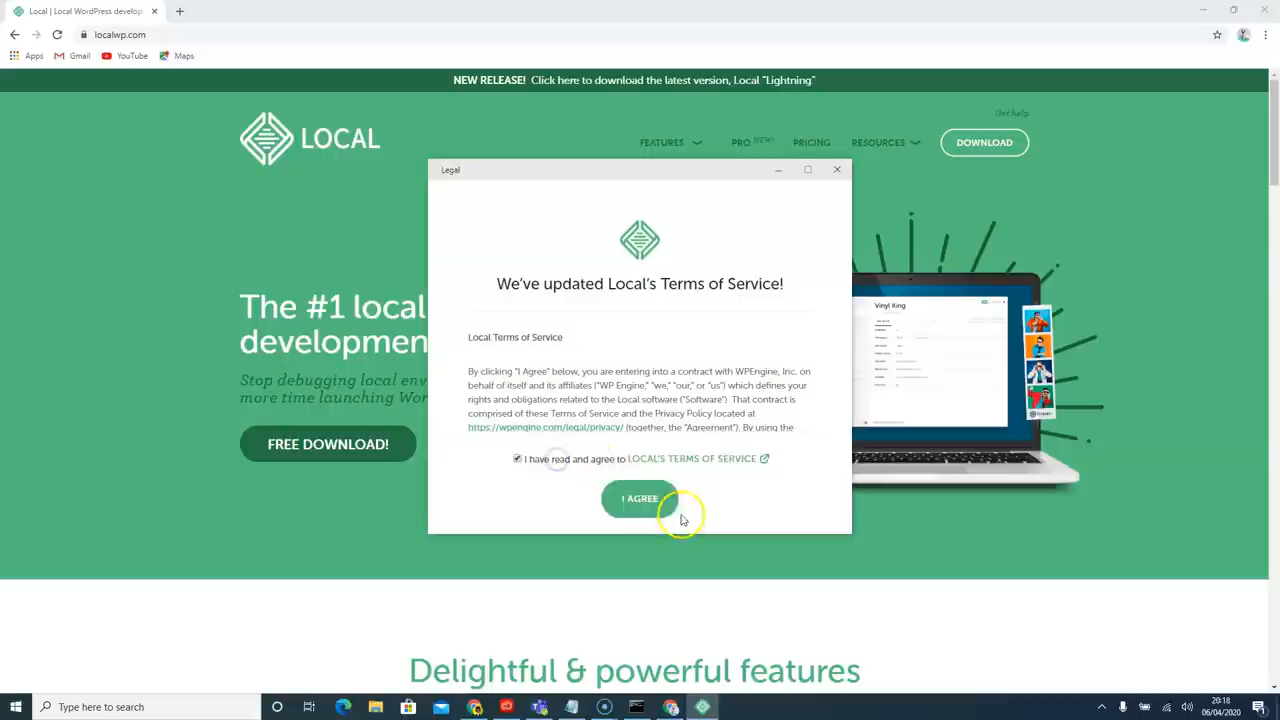 Local | Local WordPress develop
localwp.com
Apps
Gmail
YouTube
Maps
NEW RELEASE! Click here to download the latest version, Local "Lightning"
Get help
LOCAL
FEATURES
PRO NEW!
PRICING
RESOURCES
DOWNLOAD
Legal
We've updated Local's Terms of Service!
Local Terms of Service
By clicking "I Agree" below, you are entering into a contract with WPEngine, Inc. on
behalf of itself and its affiliates ("WP Engine," "we," "our," or "us") which defines your
rights and obligations related to the Local software ("Software"). That contract is
comprised of these Terms of Service and the Privacy Policy located at
https://wpengine.com/legal/privacy/ (together, the "Agreement"). By using the
I have read and agree to LOCAL'S TERMS OF SERVICE
I AGREE
The #1 local
developmen
Stop debugging local env
more time launching Wor
FREE DOWNLOAD!
Vinyl King
Delightful & powerful features
Type here to search
20:18
06/04/2020